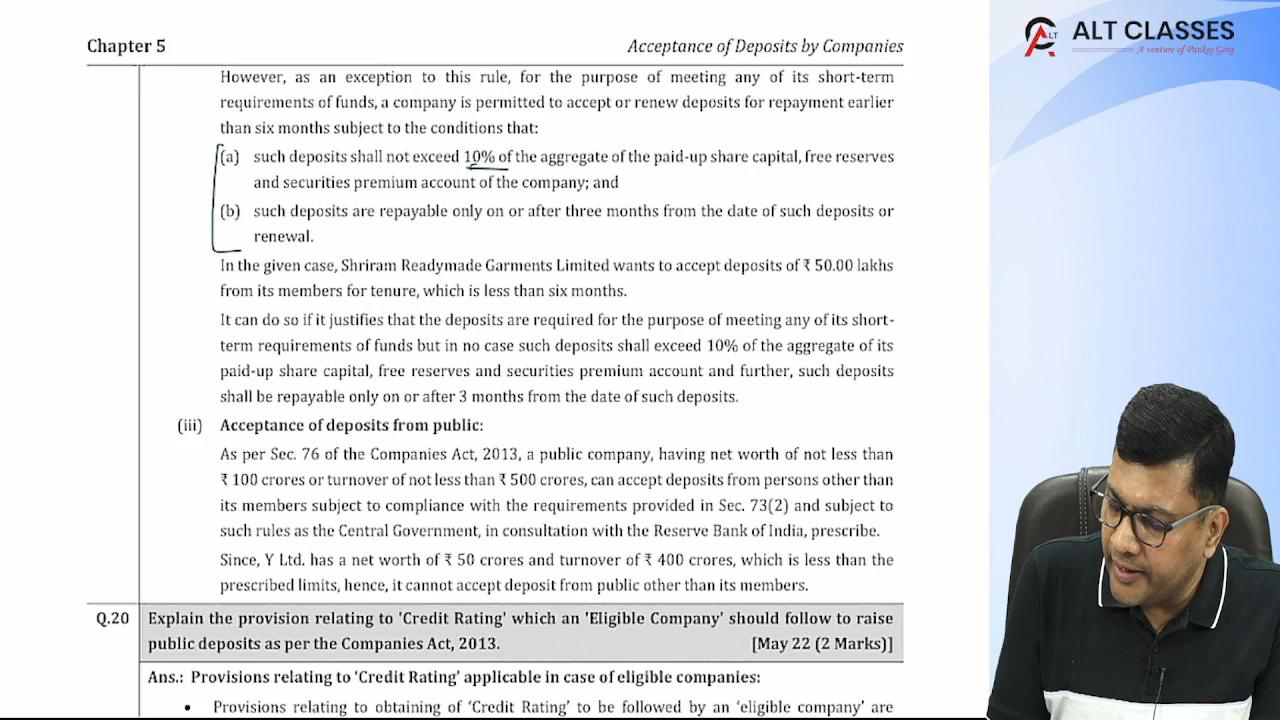 Chapter 5
Acceptance of Deposits by Companies
ALT CLASSES
A venture of Pankaj Garg
ALT
However, as an exception to this rule, for the purpose of meeting any of its short-term
requirements of funds, a company is permitted to accept or renew deposits for repayment earlier
than six months subject to the conditions that:
(a) such deposits shall not exceed 10% of the aggregate of the paid-up share capital, free reserves
and securities premium account of the company; and
(b) such deposits are repayable only on or after three months from the date of such deposits or
renewal.
In the given case, Shriram Readymade Garments Limited wants to accept deposits of ₹ 50.00 lakhs
from its members for tenure, which is less than six months.
It can do so if it justifies that the deposits are required for the purpose of meeting any of its short-
term requirements of funds but in no case such deposits shall exceed 10% of the aggregate of its
paid-up share capital, free reserves and securities premium account and further, such deposits
shall be repayable only on or after 3 months from the date of such deposits.
(iii) Acceptance of deposits from public:
As per Sec. 76 of the Companies Act, 2013, a public company, having net worth of not less than
₹ 100 crores or turnover of not less than ₹ 500 crores, can accept deposits from persons other than
its members subject to compliance with the requirements provided in Sec. 73(2) and subject to
such rules as the Central Government, in consultation with the Reserve Bank of India, prescribe.
Since, Y Ltd. has a net worth of ₹ 50 crores and turnover of ₹ 400 crores, which is less than the
prescribed limits, hence, it cannot accept deposit from public other than its members.
Q.20 Explain the provision relating to 'Credit Rating' which an 'Eligible Company' should follow to raise
public deposits as per the Companies Act, 2013. [May 22 (2 Marks)]
Ans.: Provisions relating to 'Credit Rating' applicable in case of eligible companies:
• Provisions relating to obtaining of 'Credit Rating' to be followed by an 'eligible company' are